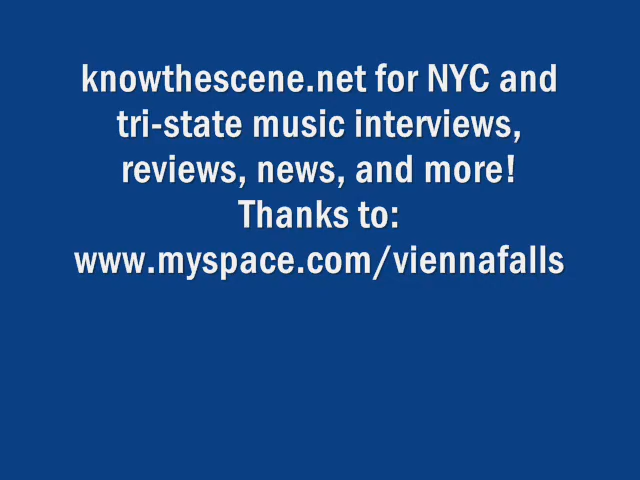 knowthescene.net for NYC and
tri-state music interviews,
reviews, news, and more!
Thanks to:
www.myspace.com/viennafalls